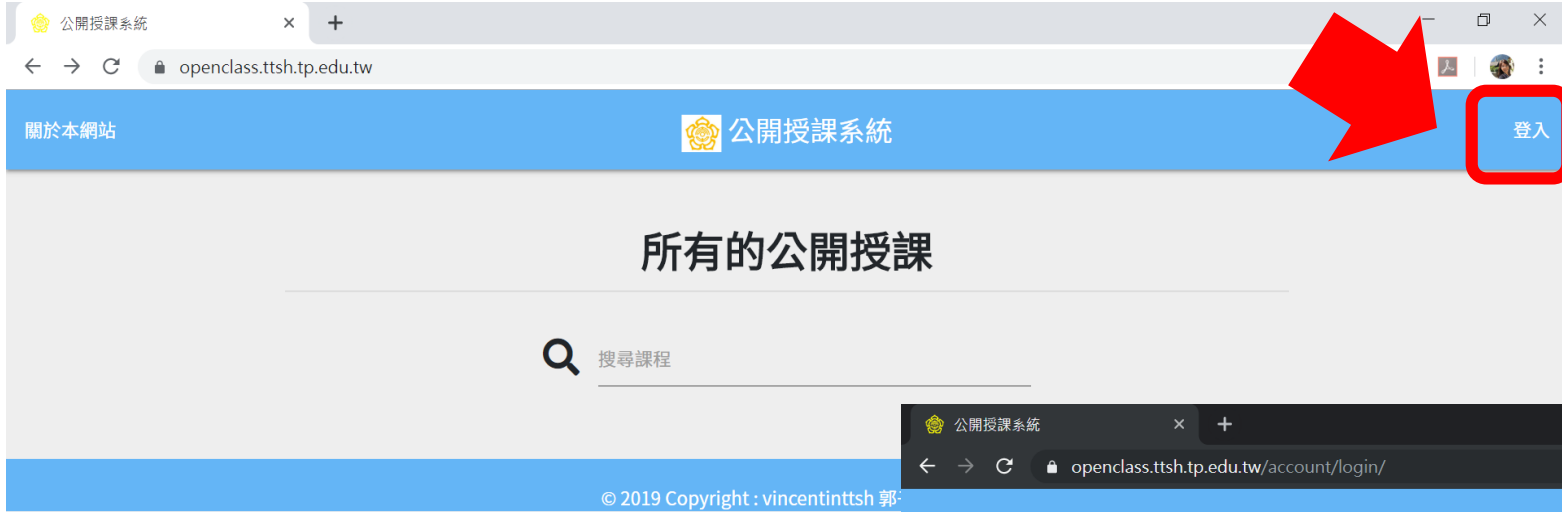 公開授課系統
openclass.ttsh.tp.edu.tw
關於本網站
公開授課系統
登入
所有的公開授課
搜尋課程
公開授課系統
openclass.ttsh.tp.edu.tw/account/login/
© 2019 Copyright : vincentinttsh 郭